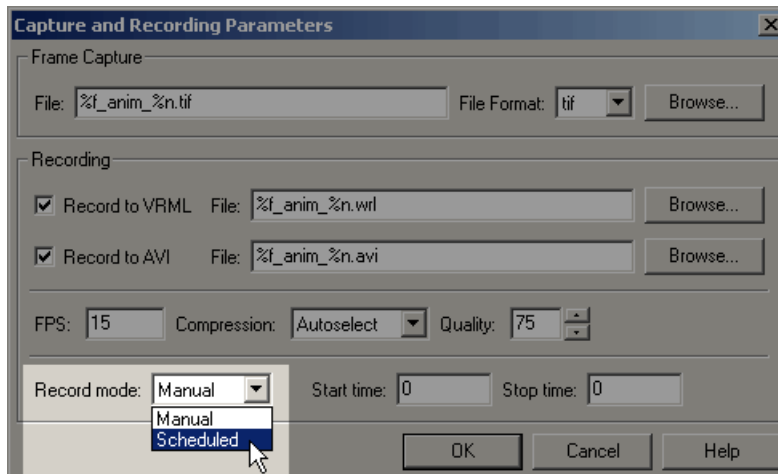 Capture and Recording Parameters
Frame Capture
File: %f_anim_%n.tif File Format: tif Browse...
Recording
Record to VRML File: %f_anim_%n.wrl Browse...
Record to AVI File: %f_anim_%n.avi Browse...
FPS: 15 Compression: Autoselect Quality: 75
Record mode: Manual Start time: 0 Stop time: 0
Manual
Scheduled
OK Cancel Help